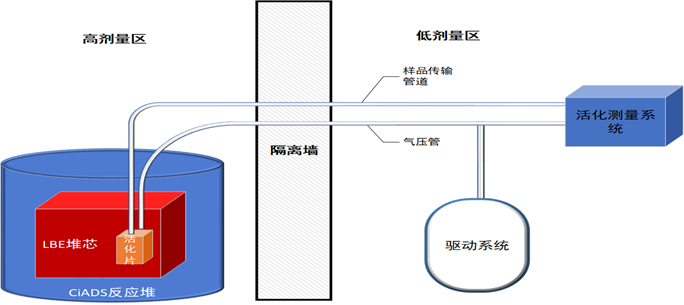 高剂量区
低剂量区
样品传输
管道
活化测量系
统
隔离墙
气压管
LBE堆芯
活
化
片
驱动系统
CiADS反应堆